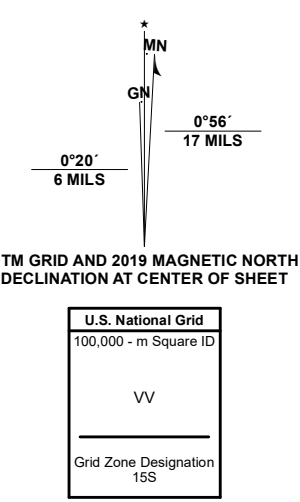 ★
MN
GN
0°56´
17 MILS
0°20´
6 MILS
TM GRID AND 2019 MAGNETIC NORTH
DECLINATION AT CENTER OF SHEET
U.S. National Grid
100,000 - m Square ID
VV
Grid Zone Designation
15S